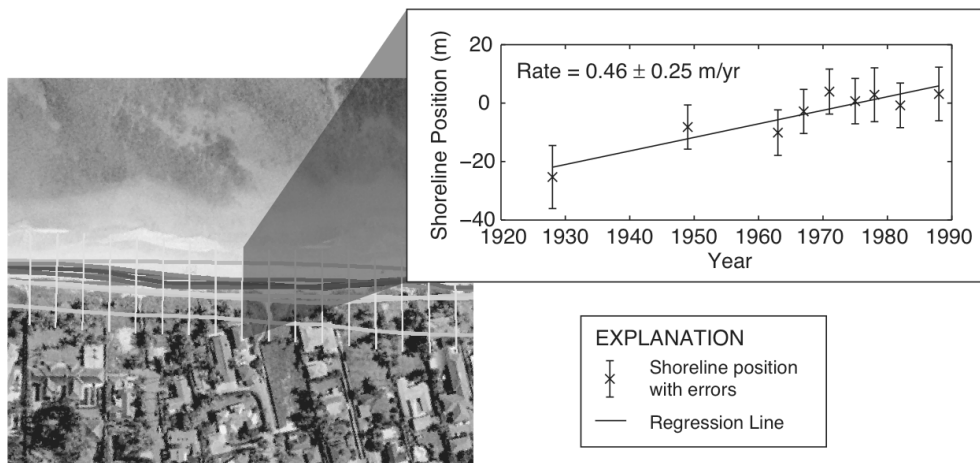 20
0
−20
−40
Shoreline Position (m)
Rate = 0.46 ± 0.25 m/yr
1920 1930 1940 1950 1960 1970 1980 1990
Year
EXPLANATION
Shoreline position
with errors
Regression Line